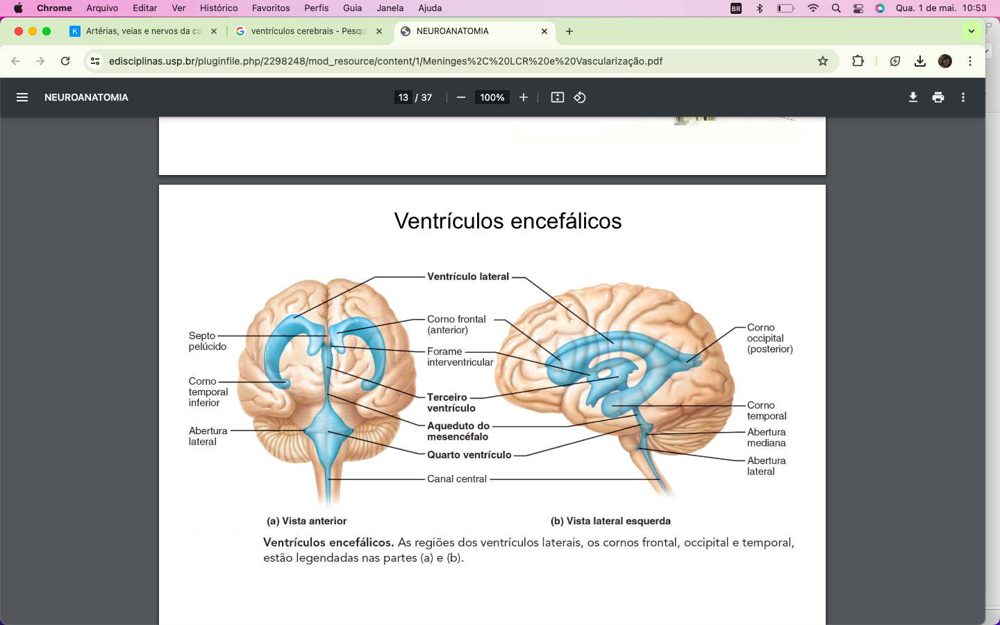 Chrome Arquivo Editar Ver Histórico Favoritos Perfis Guia Janela Ajuda BR Qua. 1 de mai. 10:53
K Artérias, veias e nervos da ca ventrículos cerebrais - Pesqu NEUROANATOMIA
edisciplinas.usp.br/pluginfile.php/2298248/mod_resource/content/1/Meninges%2C%20LCR%20e%20Vascularização.pdf
NEUROANATOMIA 13 / 37 100%
Ventrículos encefálicos
Ventrículo lateral
Septo
pelúcido
Corno
temporal
inferior
Abertura
lateral
Corno frontal
(anterior)
Forame
interventricular
Terceiro
ventrículo
Aqueduto do
mesencéfalo
Quarto ventrículo
Canal central
Corno
occipital
(posterior)
Corno
temporal
Abertura
mediana
Abertura
lateral
(a) Vista anterior
(b) Vista lateral esquerda
Ventrículos encefálicos. As regiões dos ventrículos laterais, os cornos frontal, occipital e temporal,
estão legendadas nas partes (a) e (b).